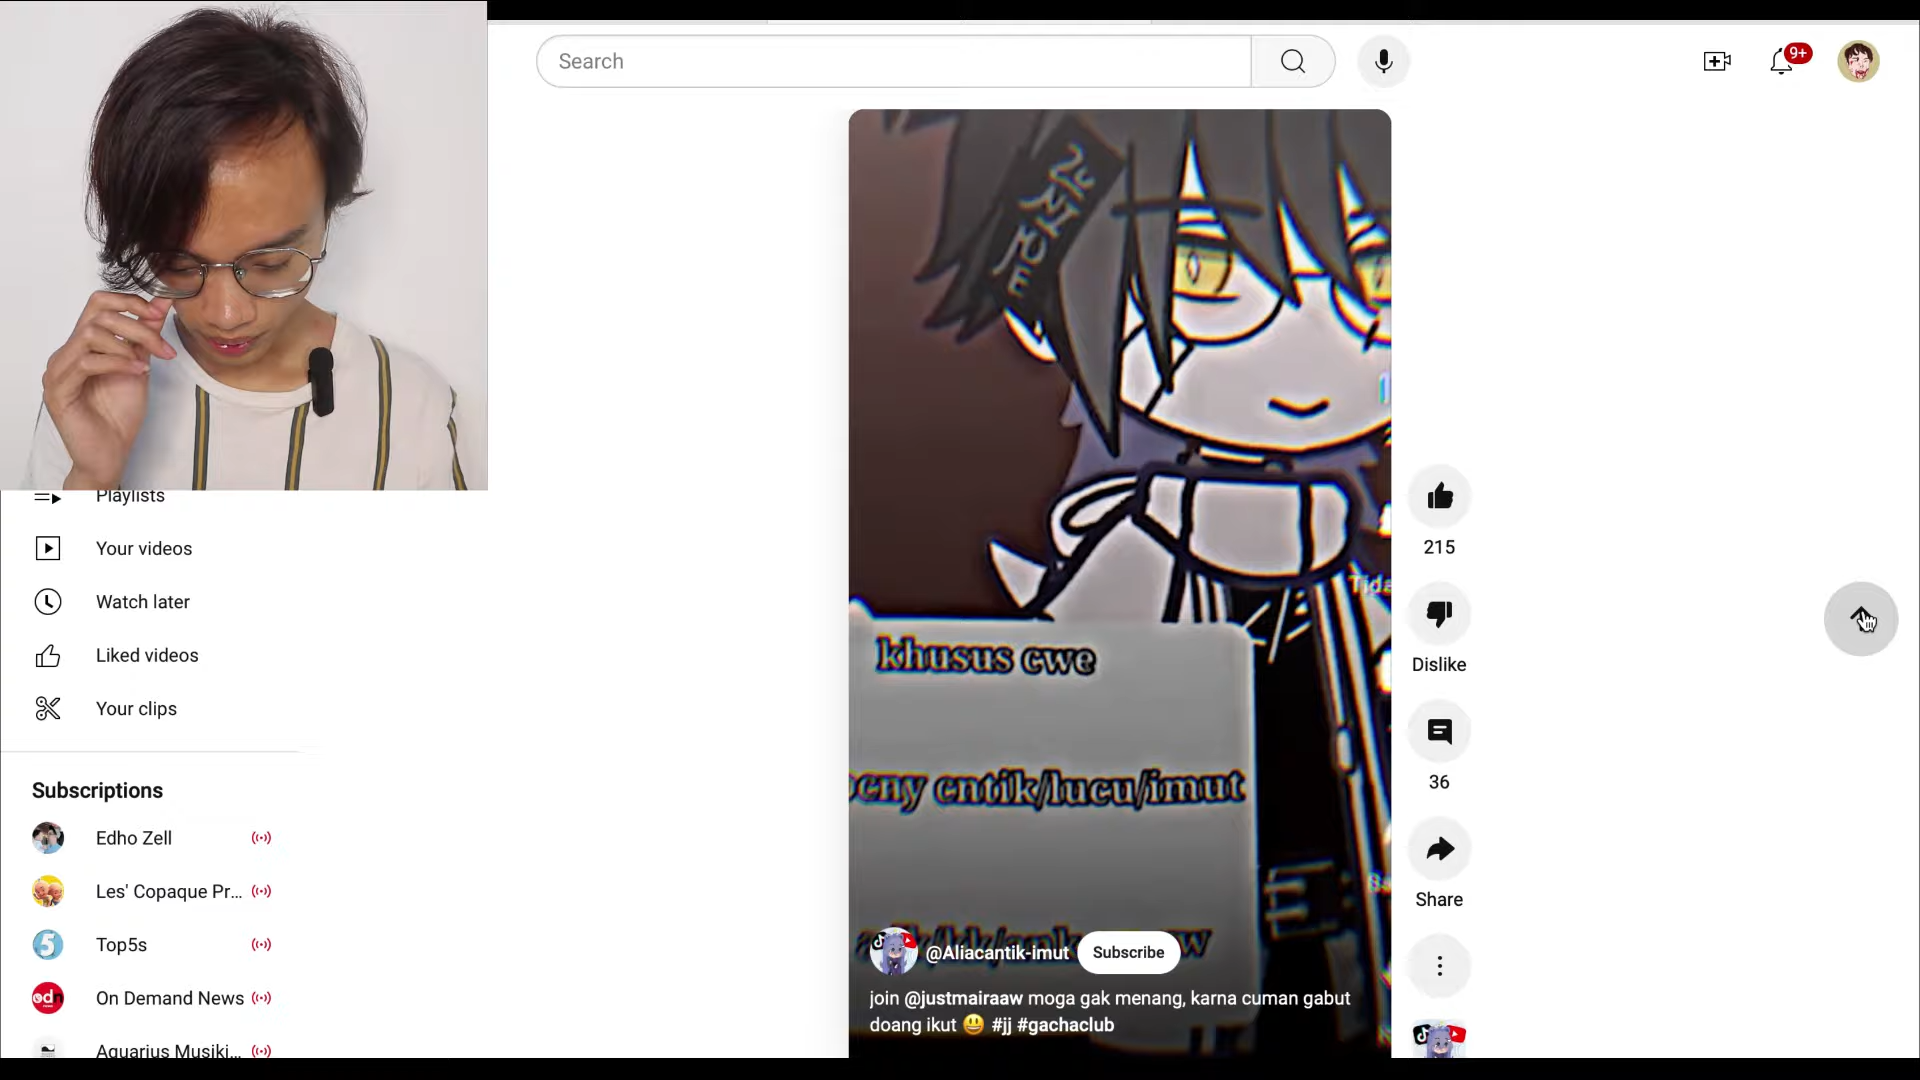 Search
9+
Playlists
Your videos
Watch later
Liked videos
Your clips
Subscriptions
Edho Zell
Les' Copaque Pr...
Top5s
On Demand News
Aquarius Musiki...
khusus cwe
cntik/lucu/imut
215
Dislike
36
Share
@Aliacantik-imut Subscribe
join @justmairaaw moga gak menang, karna cuman gabut
doang ikut 😃 #jj #gachaclub